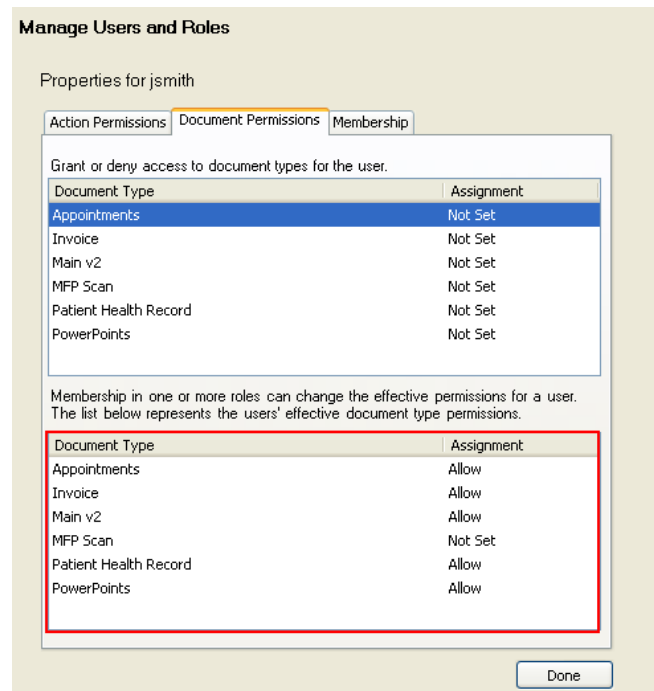 Manage Users and Roles
Properties for jsmith
Action Permissions Document Permissions Membership
Grant or deny access to document types for the user.
Document Type Assignment
Appointments Not Set
Invoice Not Set
Main v2 Not Set
MFP Scan Not Set
Patient Health Record Not Set
PowerPoints Not Set
Membership in one or more roles can change the effective permissions for a user.
The list below represents the users' effective document type permissions.
Document Type Assignment
Appointments Allow
Invoice Allow
Main v2 Allow
MFP Scan Not Set
Patient Health Record Allow
PowerPoints Allow
Done